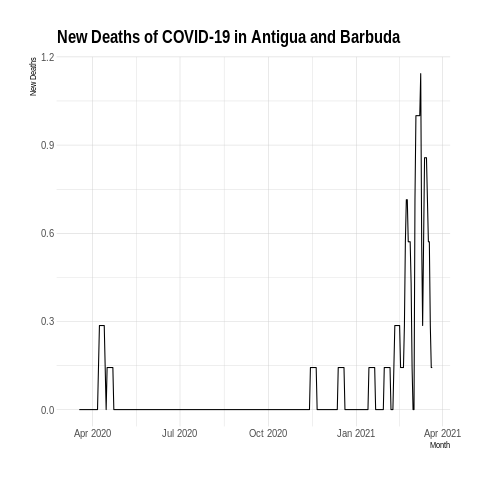 New Deaths of COVID-19 in Antigua and Barbuda
New Deaths
1.2
0.9
0.6
0.3
0.0
Apr 2020 Jul 2020 Oct 2020 Jan 2021 Apr 2021
Month